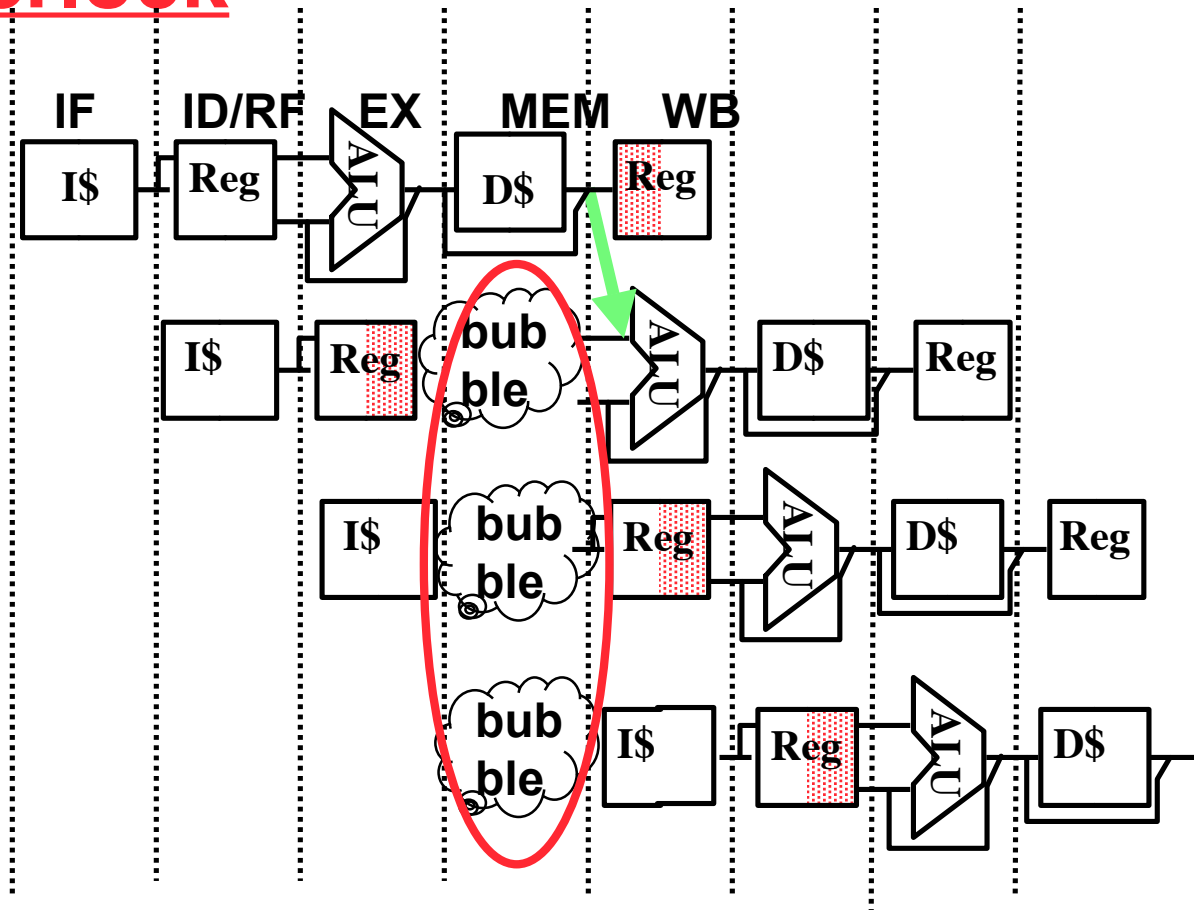 IF ID/RF EX MEM WB
I$ Reg ALU D$ Reg
I$ Reg bub ble ALU D$ Reg
I$ bub ble Reg ALU D$ Reg
bub ble I$ Reg ALU D$